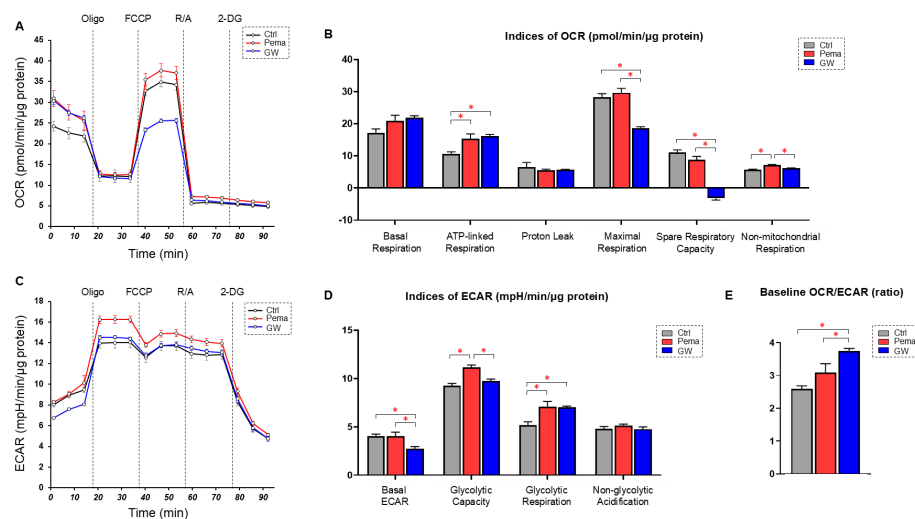 A
Oligo FCCP R/A 2-DG
Ctrl
Pema
GW
OCR (pmol/min/µg protein)
45
40
35
30
25
20
15
10
5
0
0 10 20 30 40 50 60 70 80 90
Time (min)
B
Indices of OCR (pmol/min/µg protein)
Ctrl
Pema
GW
40
30
20
10
0
-10
* * * * * * * *
Basal Respiration
ATP-linked Respiration
Proton Leak
Maximal Respiration
Spare Respiratory Capacity
Non-mitochondrial Respiration
C
Oligo FCCP R/A 2-DG
Ctrl
Pema
GW
ECAR (mpH/min/µg protein)
18
16
14
12
10
8
6
4
2
0
0 10 20 30 40 50 60 70 80 90
Time (min)
D
Indices of ECAR (mpH/min/µg protein)
Ctrl
Pema
GW
15
10
5
0
* * * * * *
Basal ECAR
Glycolytic Capacity
Glycolytic Respiration
Non-glycolytic Acidification
E
Baseline OCR/ECAR (ratio)
Ctrl
Pema
GW
4
3
2
1
0
* *